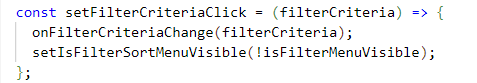 const setFilterCriteriaClick = (filterCriteria) => {
  onFilterCriteriaChange(filterCriteria);
  setIsFilterSortMenuVisible(!isFilterMenuVisible);
};